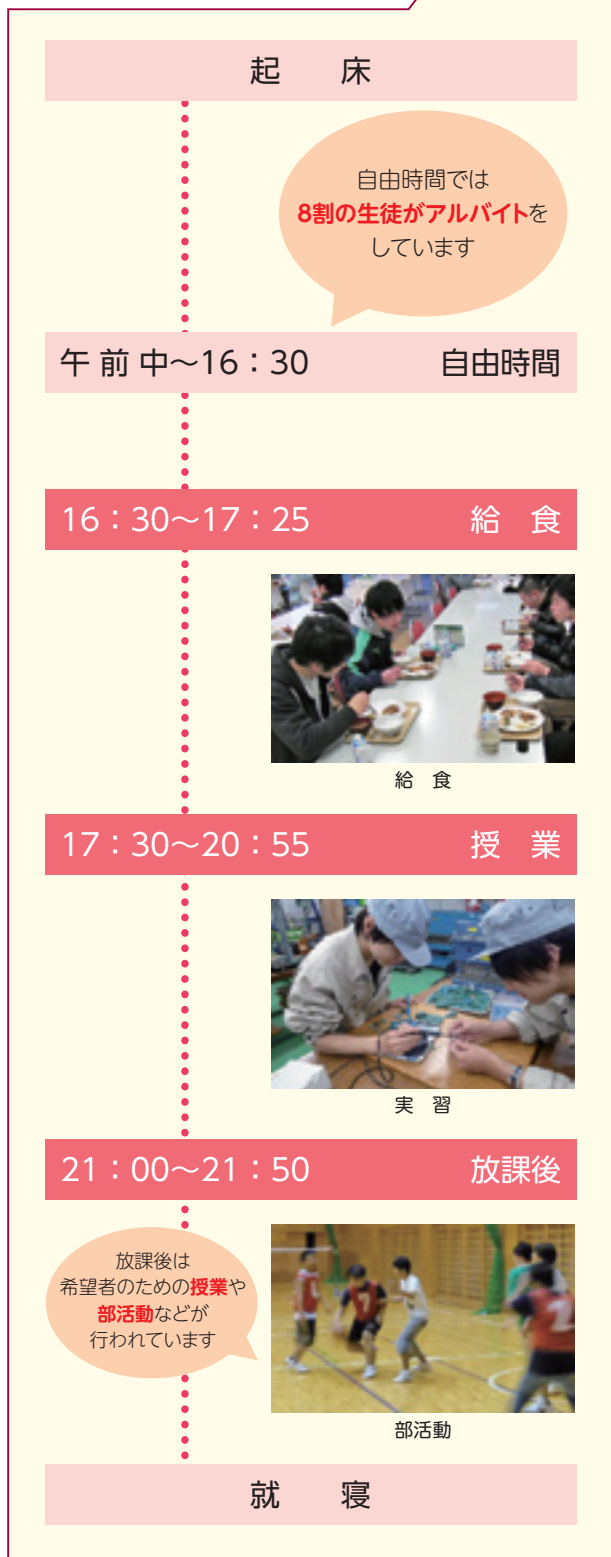 起　床
自由時間では
8割の生徒がアルバイトを
しています
午前中～16：30　自由時間
16：30～17：25　給　食
給　食
17：30～20：55　授　業
実　習
21：00～21：50　放課後
放課後は
希望者のための授業や
部活動などが
行われています
部活動
就　寝